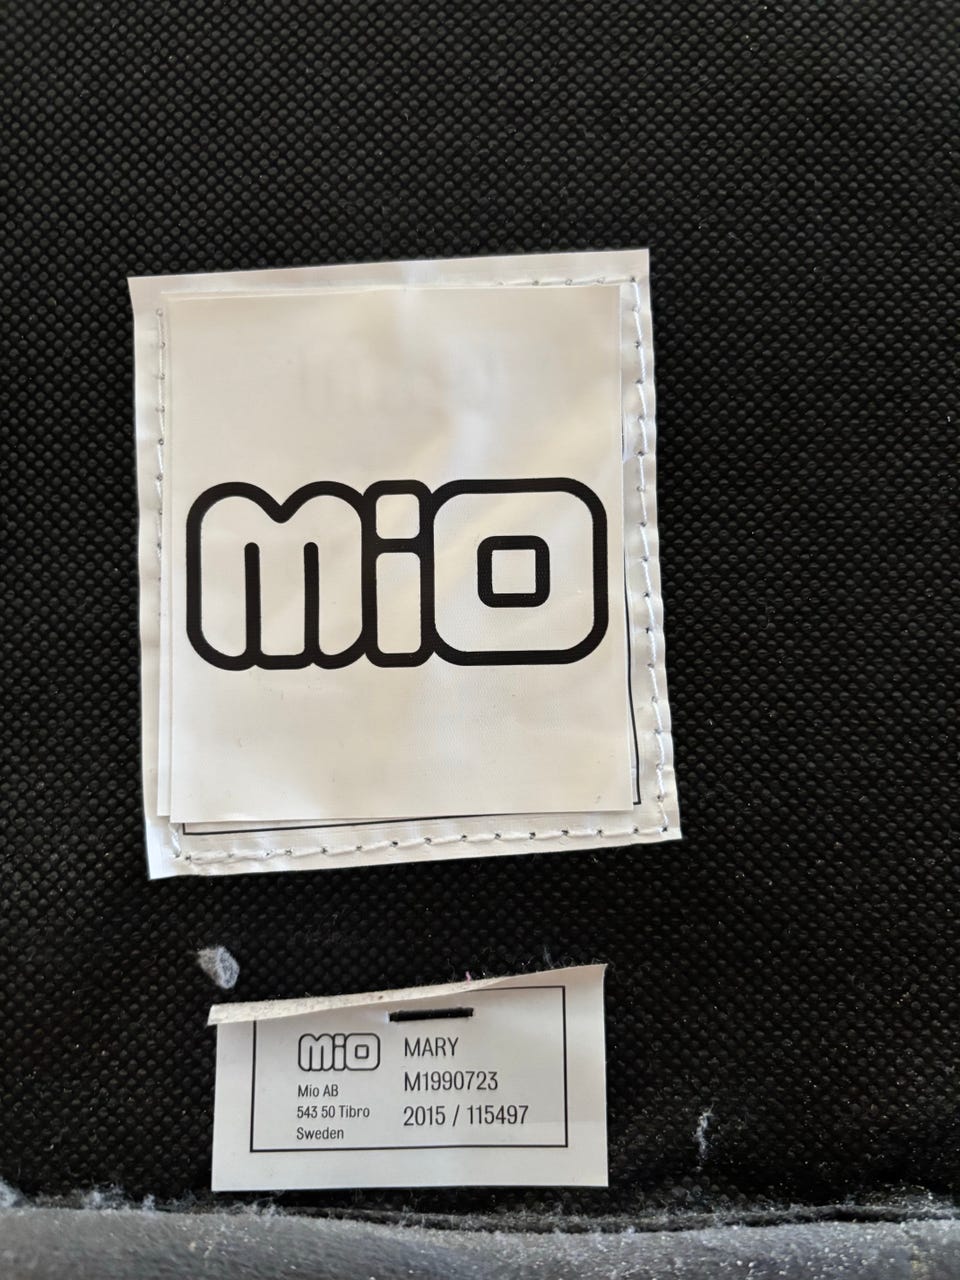 mio
mio
MARY
Mio AB
M1990723
543 50 Tibro
2015 / 115497
Sweden